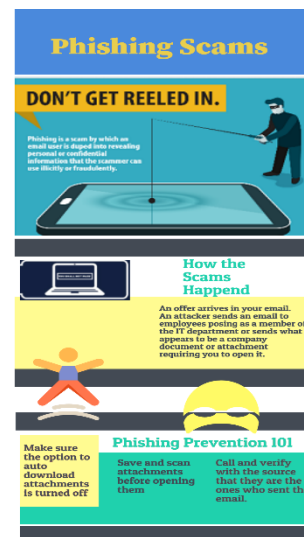 Phishing Scams
DON'T GET REELED IN.
Phishing is a scam by which an
email user is duped into revealing
personal or confidential
information that the scammer can
use illicitly or fraudulently.
How the
Scams
Happend
An offer arrives in your email.
An attacker sends an email to
employees posing as a member of
the IT department or sends what
appears to be a company
document or attachment
requiring you to open it.
Make sure
the option to
auto
download
attachments
is turned off
Phishing Prevention 101
Save and scan
attachments
before opening
them
Call and verify
with the source
that they are the
ones who sent th
email.